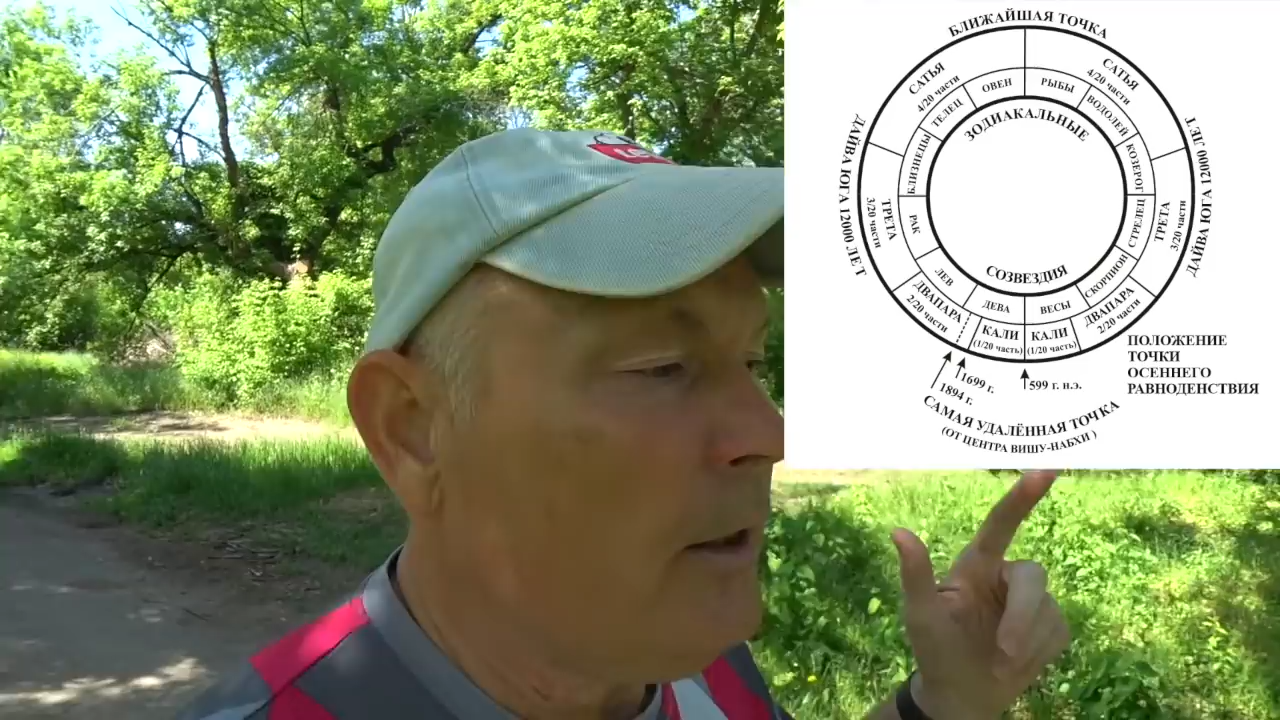 БЛИЖАЙШАЯ ТОЧКА
САТЬЯ
4/20 части
САТЬЯ
4/20 части
ТЕЛЕЦ
ОВЕН
РЫБЫ
ВОДОЛЕЙ
ЗОДИАКАЛЬНЫЕ
БЛИЗНЕЦЫ
КОЗЕРОГ
ДАЙВА ЮГА 12000 ЛЕТ
ДАЙВА ЮГА 12000 ЛЕТ
ТРЕТА
3/20 части
РАК
СТРЕЛЕЦ
ТРЕТА
3/20 части
СОЗВЕЗДИЯ
ЛЕВ
ДЕВА
ВЕСЫ
СКОРПИОН
ДВАПАРА
2/20 части
КАЛИ
(1/20 часть)
КАЛИ
(1/20 часть)
ДВАПАРА
2/20 части
ПОЛОЖЕНИЕ
ТОЧКИ
ОСЕННЕГО
РАВНОДЕНСТВИЯ
1699 г.
1894 г.
599 г. н.э.
САМАЯ УДАЛЁННАЯ ТОЧКА
(ОТ ЦЕНТРА ВИШУ-НАБХИ )